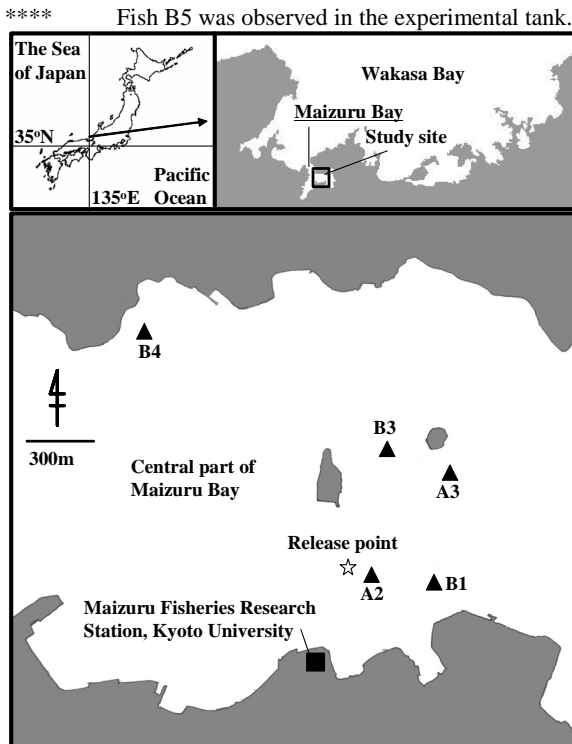 **** Fish B5 was observed in the experimental tank.
The Sea
of Japan
35°N
Pacific
135°E Ocean
Wakasa Bay
Maizuru Bay
Study site
B4
300m
B3
Central part of
Maizuru Bay
A3
Release point
A2
B1
Maizuru Fisheries Research
Station, Kyoto University